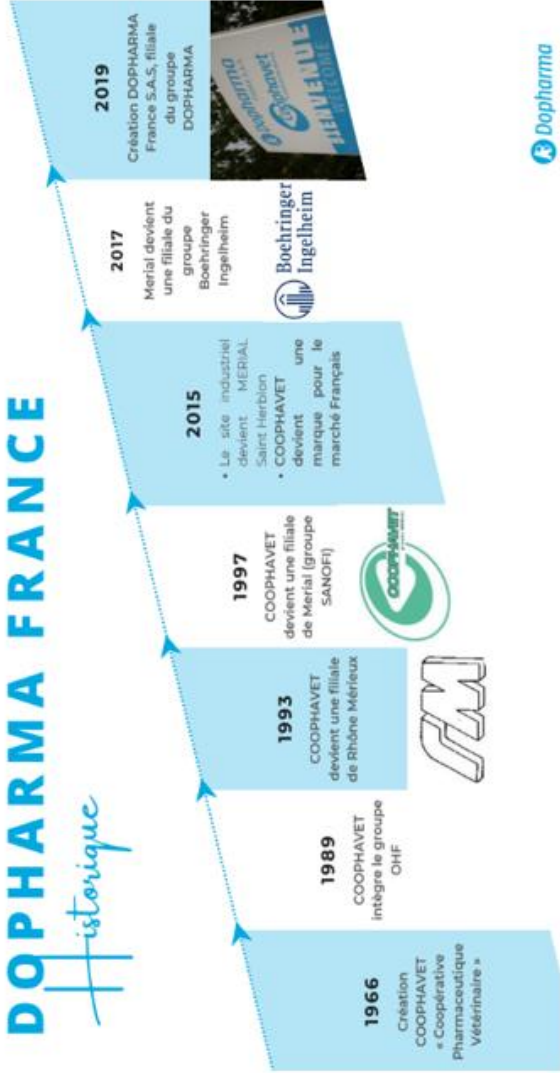 DOPHARMA FRANCE
Historique
1966
Création
COOPHAVET
« Coopérative
Pharmaceutique
Vétérinaire »
1989
COOPHAVET
intègre le groupe
OHF
1993
COOPHAVET
devient une filiale
de Rhône Mérieux
1997
COOPHAVET
devient une filiale
de Merial (groupe
SANOFI)
COOPHAVET
2015
• Le site industriel
devient MERIAL
Saint Herblon
• COOPHAVET
devient une
marque pour le
marché Français
2017
Merial devient
une filiale du
groupe
Boehringer
Ingelheim
Boehringer
Ingelheim
2019
Création DOPHARMA
France S.A.S, filiale
du groupe
DOPHARMA
Dopharma
Coophavet
BIENVENUE
WELCOME
Dopharma